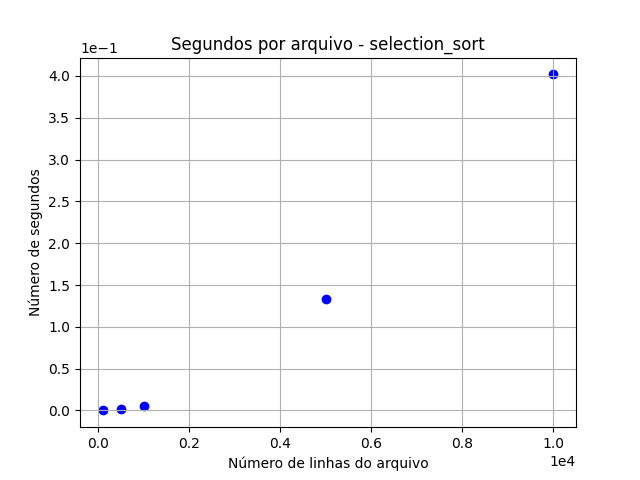 Segundos por arquivo - selection_sort
1e−1
4.0
3.5
3.0
2.5
2.0
1.5
1.0
0.5
0.0
Número de segundos
0.0 0.2 0.4 0.6 0.8 1.0
1e4
Número de linhas do arquivo